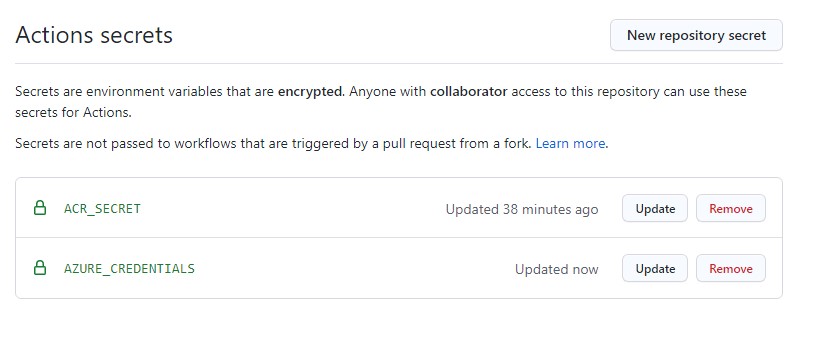 Actions secrets
New repository secret
Secrets are environment variables that are encrypted. Anyone with collaborator access to this repository can use these
secrets for Actions.
Secrets are not passed to workflows that are triggered by a pull request from a fork. Learn more.
ACR_SECRET Updated 38 minutes ago Update Remove
AZURE_CREDENTIALS Updated now Update Remove